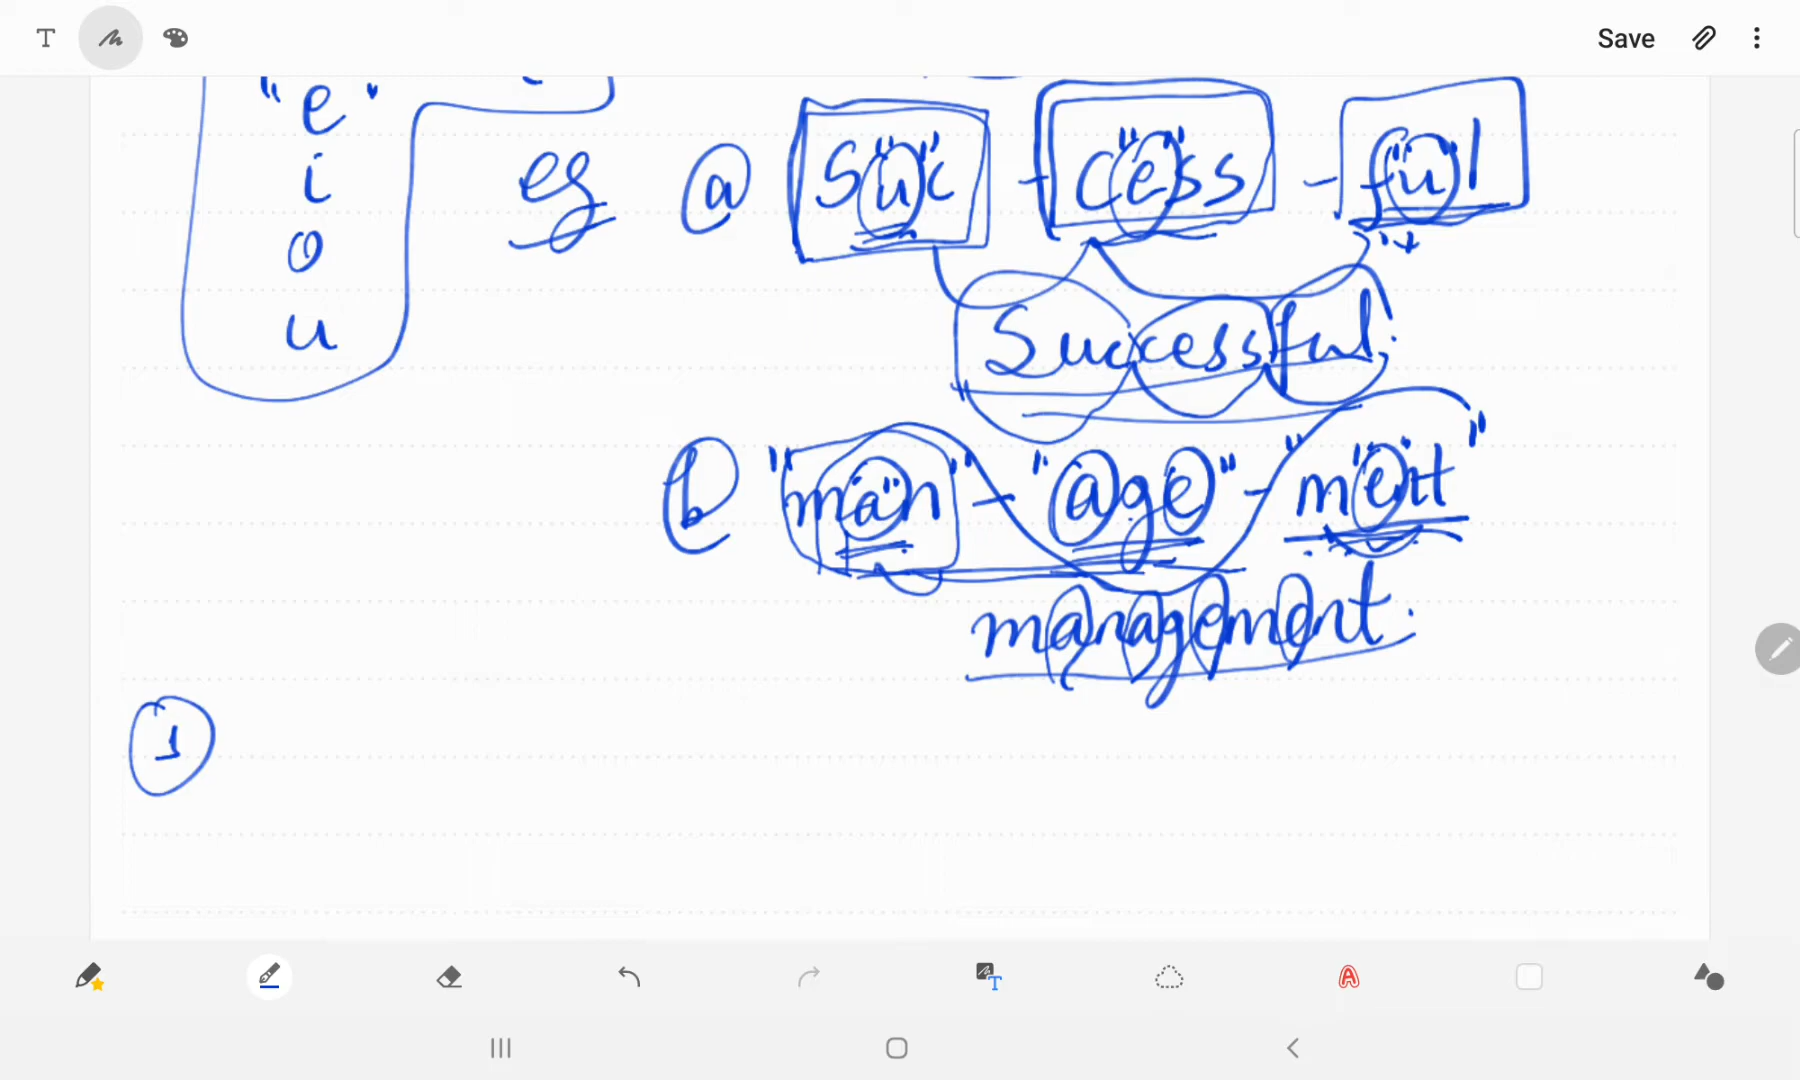 T Save
"e"
i
o
u
eg ⓐ Suc - cess - ful
Successful.
ⓑ "man" - "age" - "ment"
management.
①